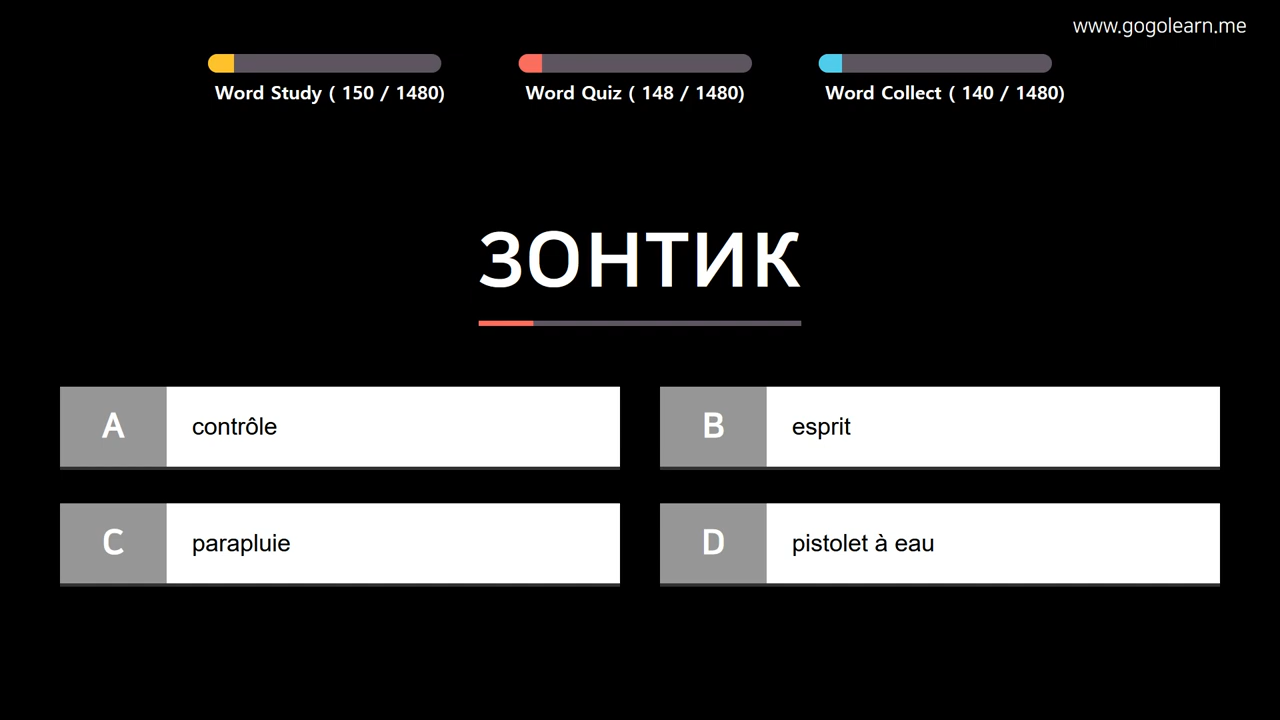 www.gogolearn.me
Word Study ( 150 / 1480)
Word Quiz ( 148 / 1480)
Word Collect ( 140 / 1480)
зонтик
A contrôle
B esprit
C parapluie
D pistolet à eau